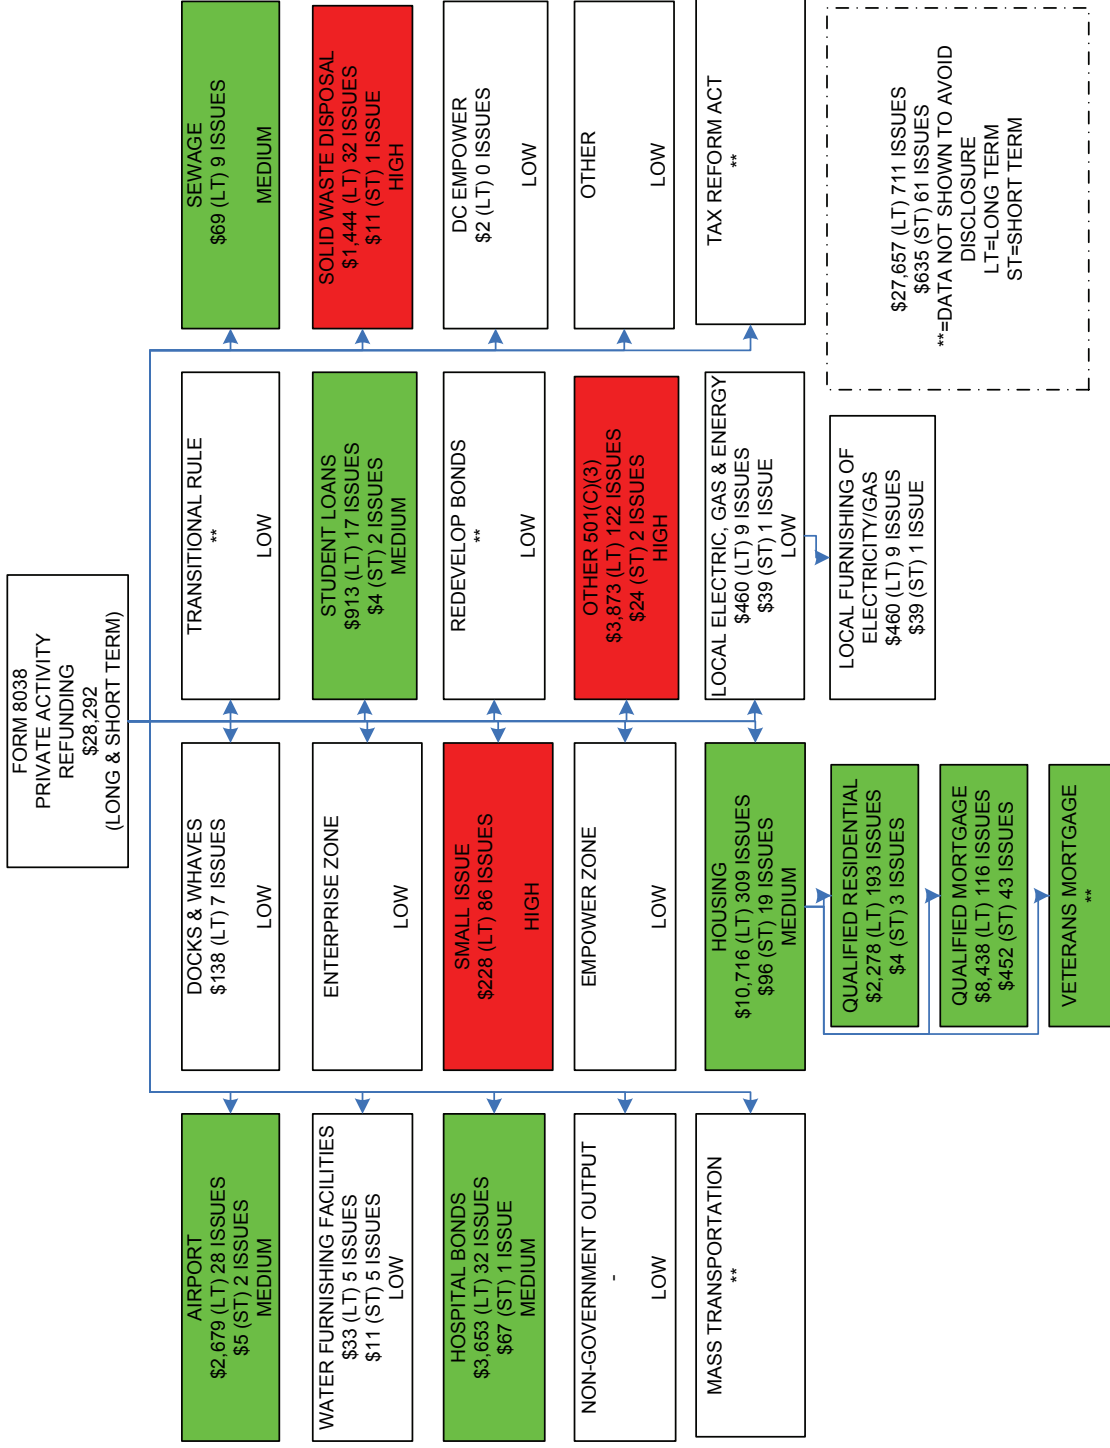 FORM 8038
PRIVATE ACTIVITY
REFUNDING
$28,292
(LONG & SHORT TERM)
AIRPORT
$2,679 (LT) 28 ISSUES
$5 (ST) 2 ISSUES
MEDIUM
WATER FURNISHING FACILITIES
$33 (LT) 5 ISSUES
$11 (ST) 5 ISSUES
LOW
HOSPITAL BONDS
$3,653 (LT) 32 ISSUES
$67 (ST) 1 ISSUE
MEDIUM
NON-GOVERNMENT OUTPUT
-
LOW
MASS TRANSPORTATION
**
DOCKS & WHAVES
$138 (LT) 7 ISSUES
LOW
ENTERPRISE ZONE
LOW
SMALL ISSUE
$228 (LT) 86 ISSUES
HIGH
EMPOWER ZONE
LOW
HOUSING
$10,716 (LT) 309 ISSUES
$96 (ST) 19 ISSUES
MEDIUM
QUALIFIED RESIDENTIAL
$2,278 (LT) 193 ISSUES
$4 (ST) 3 ISSUES
QUALIFIED MORTGAGE
$8,438 (LT) 116 ISSUES
$452 (ST) 43 ISSUES
VETERANS MORTGAGE
**
TRANSITIONAL RULE
**
LOW
STUDENT LOANS
$913 (LT) 17 ISSUES
$4 (ST) 2 ISSUES
MEDIUM
REDEVELOP BONDS
**
LOW
OTHER 501(C)(3)
$3,873 (LT) 122 ISSUES
$24 (ST) 2 ISSUES
HIGH
LOCAL ELECTRIC, GAS & ENERGY
$460 (LT) 9 ISSUES
$39 (ST) 1 ISSUE
LOW
LOCAL FURNISHING OF
ELECTRICITY/GAS
$460 (LT) 9 ISSUES
$39 (ST) 1 ISSUE
SEWAGE
$69 (LT) 9 ISSUES
MEDIUM
SOLID WASTE DISPOSAL
$1,444 (LT) 32 ISSUES
$11 (ST) 1 ISSUE
HIGH
DC EMPOWER
$2 (LT) 0 ISSUES
LOW
OTHER
LOW
TAX REFORM ACT
**
$27,657 (LT) 711 ISSUES
$635 (ST) 61 ISSUES
**=DATA NOT SHOWN TO AVOID
DISCLOSURE
LT=LONG TERM
ST=SHORT TERM